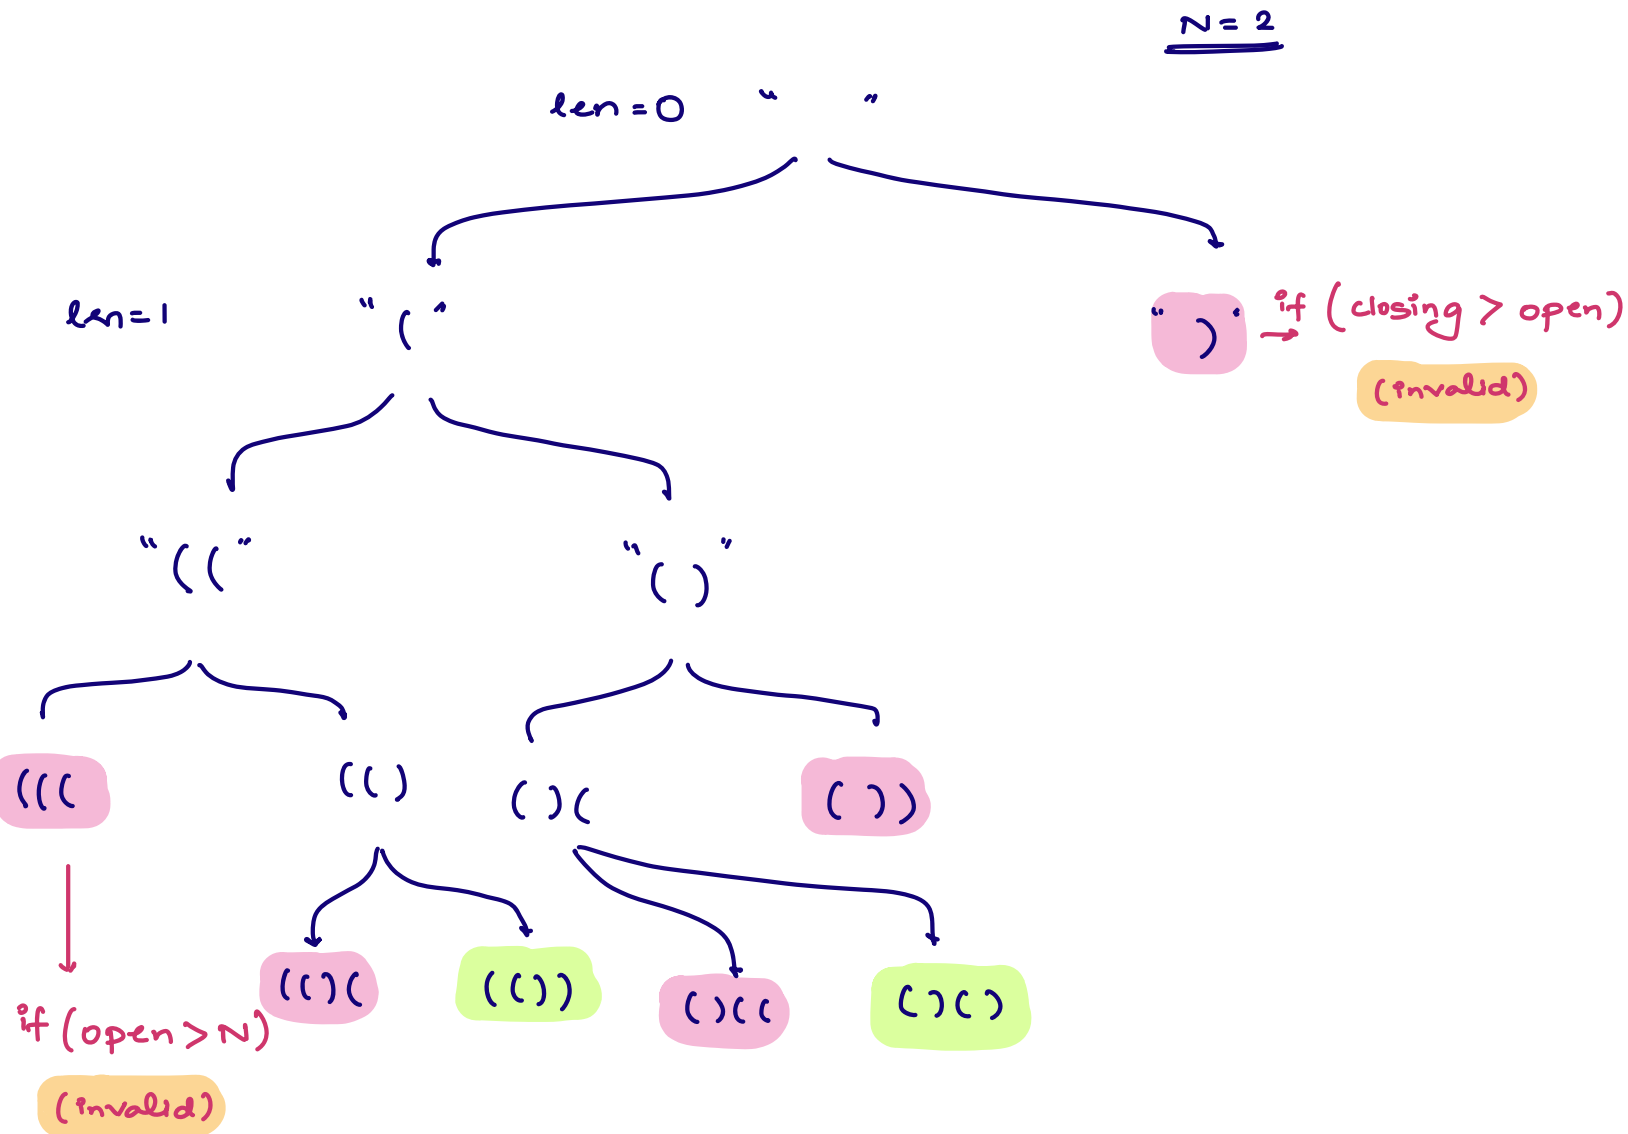 N = 2
len = 0 " "
len = 1 " ( "
" ) " if (closing > open)
(invalid)
" ( ( "
" ( ) "
( ( (
( ( )
( ) (
( ) )
( ( ) (
( ( ) )
( ) ( (
( ) ( )
if (open > N)
(invalid)